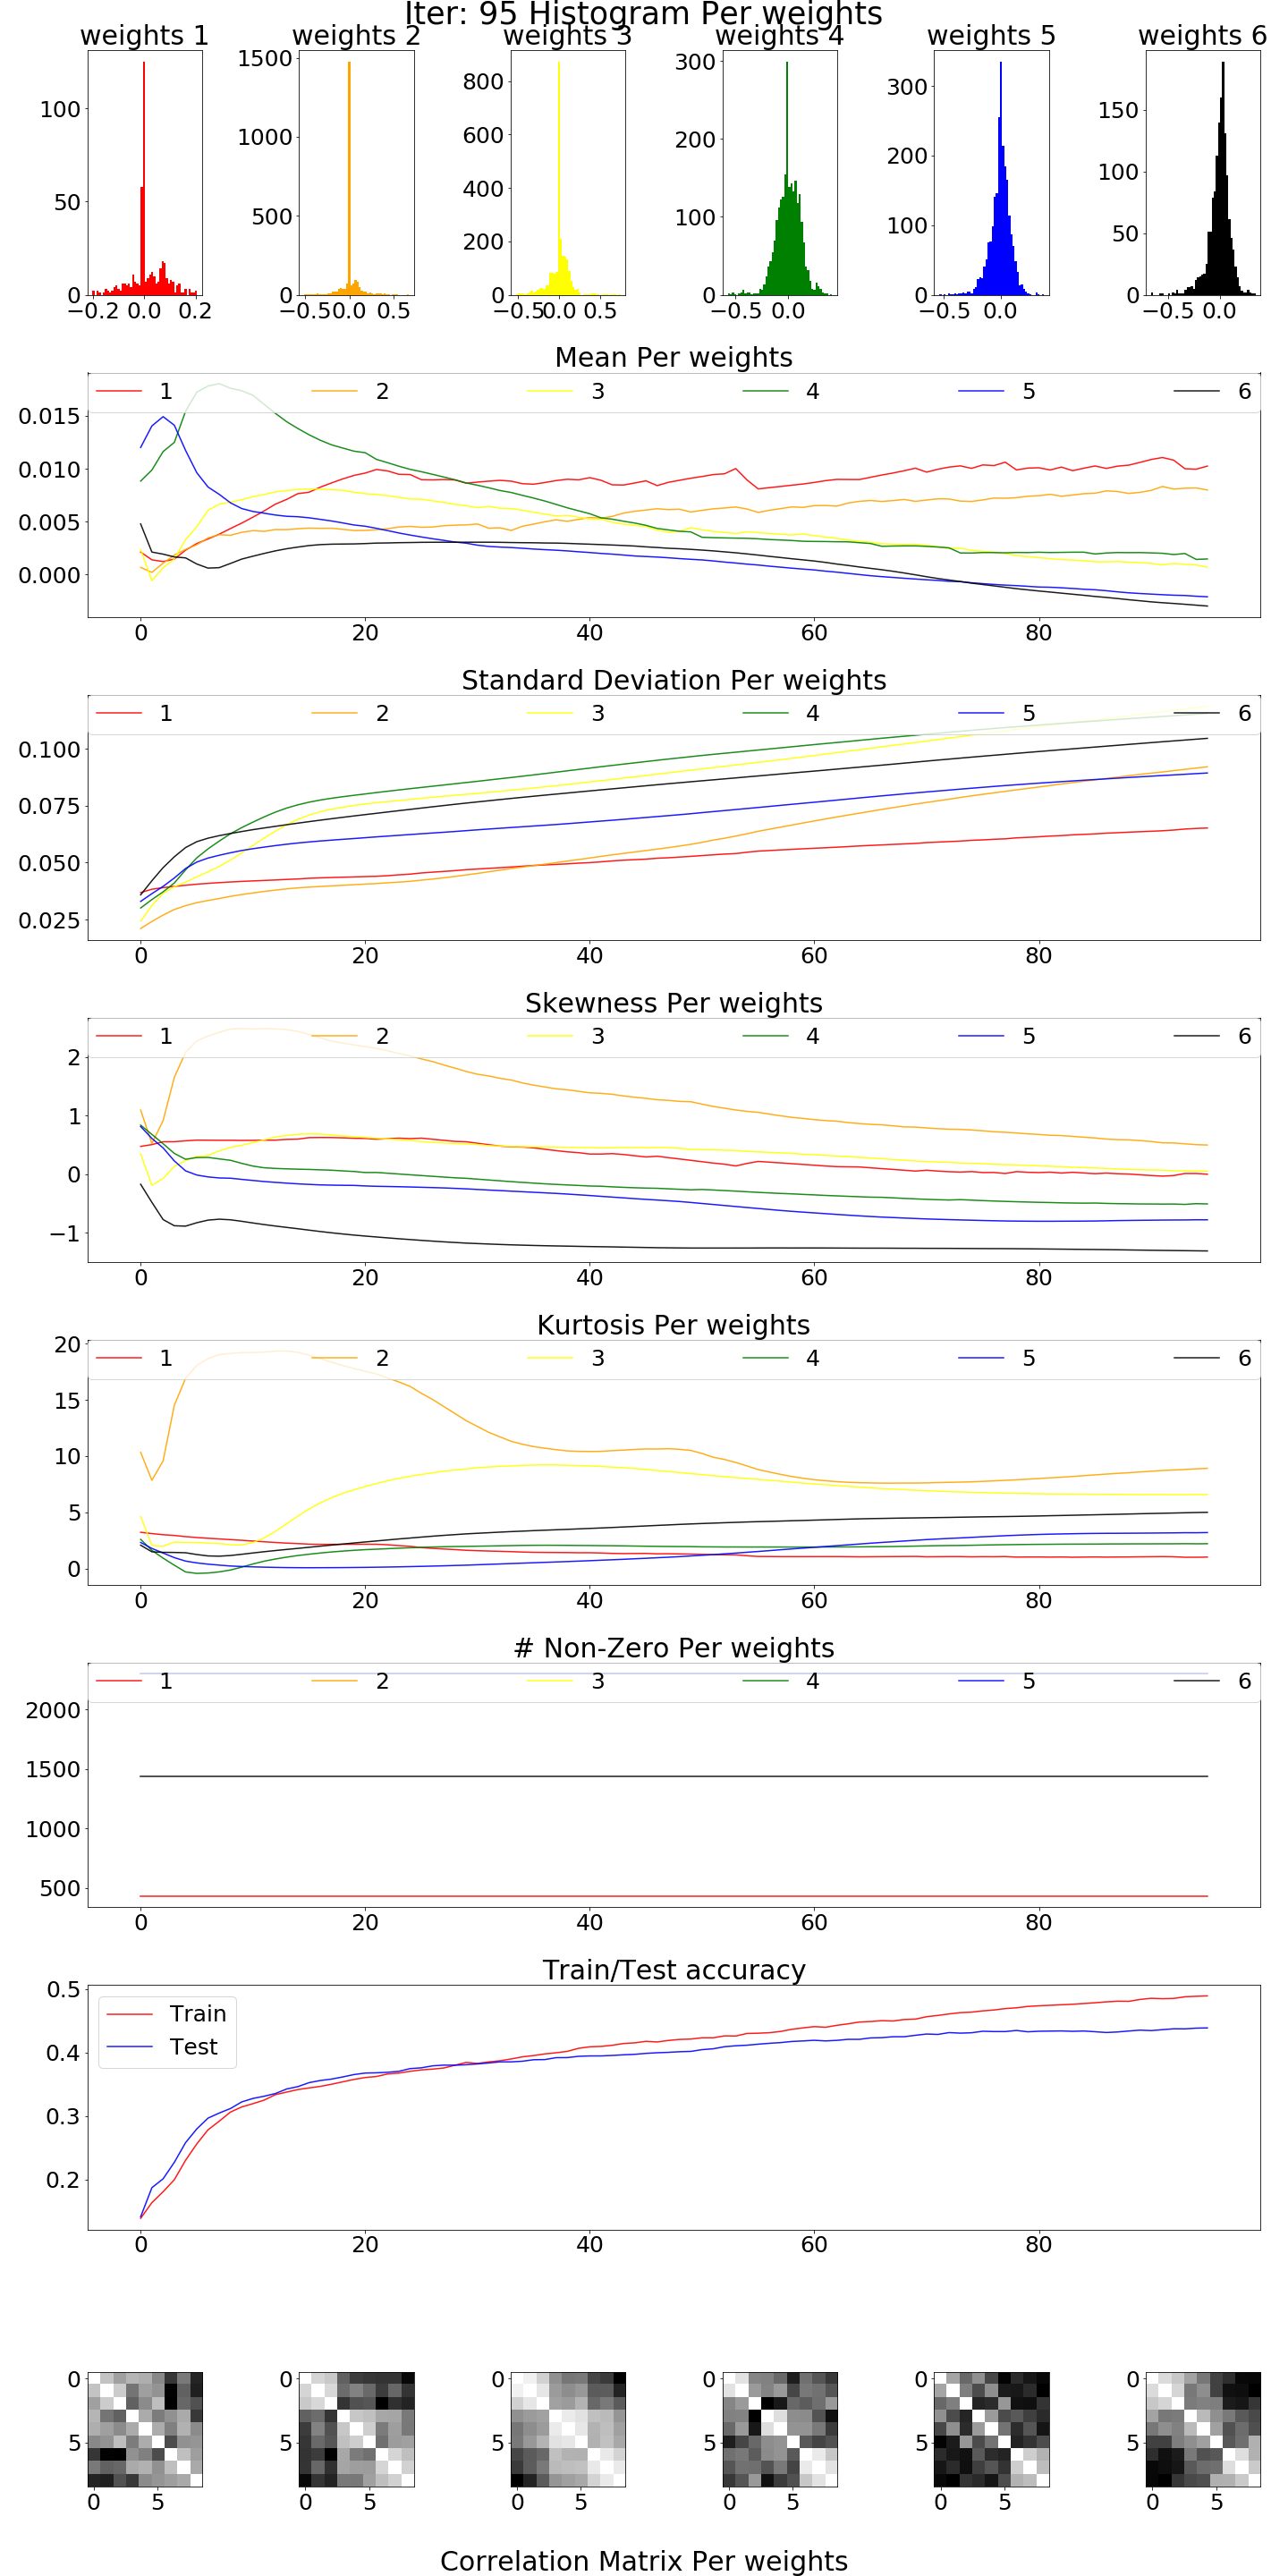 Iter: 95 Histogram Per weights
weights 1 weights 2 weights 3 weights 4 weights 5 weights 6
100
50
0
−0.2 0.0 0.2
1500
1000
500
0
−0.5 0.0 0.5
800
600
400
200
0
−0.5 0.0 0.5
300
200
100
0
−0.5 0.0
300
200
100
0
−0.5 0.0
150
100
50
0
−0.5 0.0
Mean Per weights
1 2 3 4 5 6
0.015
0.010
0.005
0.000
0 20 40 60 80
Standard Deviation Per weights
1 2 3 4 5 6
0.100
0.075
0.050
0.025
0 20 40 60 80
Skewness Per weights
1 2 3 4 5 6
2
1
0
−1
0 20 40 60 80
Kurtosis Per weights
20
1 2 3 4 5 6
15
10
5
0
0 20 40 60 80
# Non-Zero Per weights
1 2 3 4 5 6
2000
1500
1000
500
0 20 40 60 80
Train/Test accuracy
0.5
Train
Test
0.4
0.3
0.2
0 20 40 60 80
0 0 0 0 0 0
5 5 5 5 5 5
0 5 0 5 0 5 0 5 0 5 0 5
Correlation Matrix Per weights